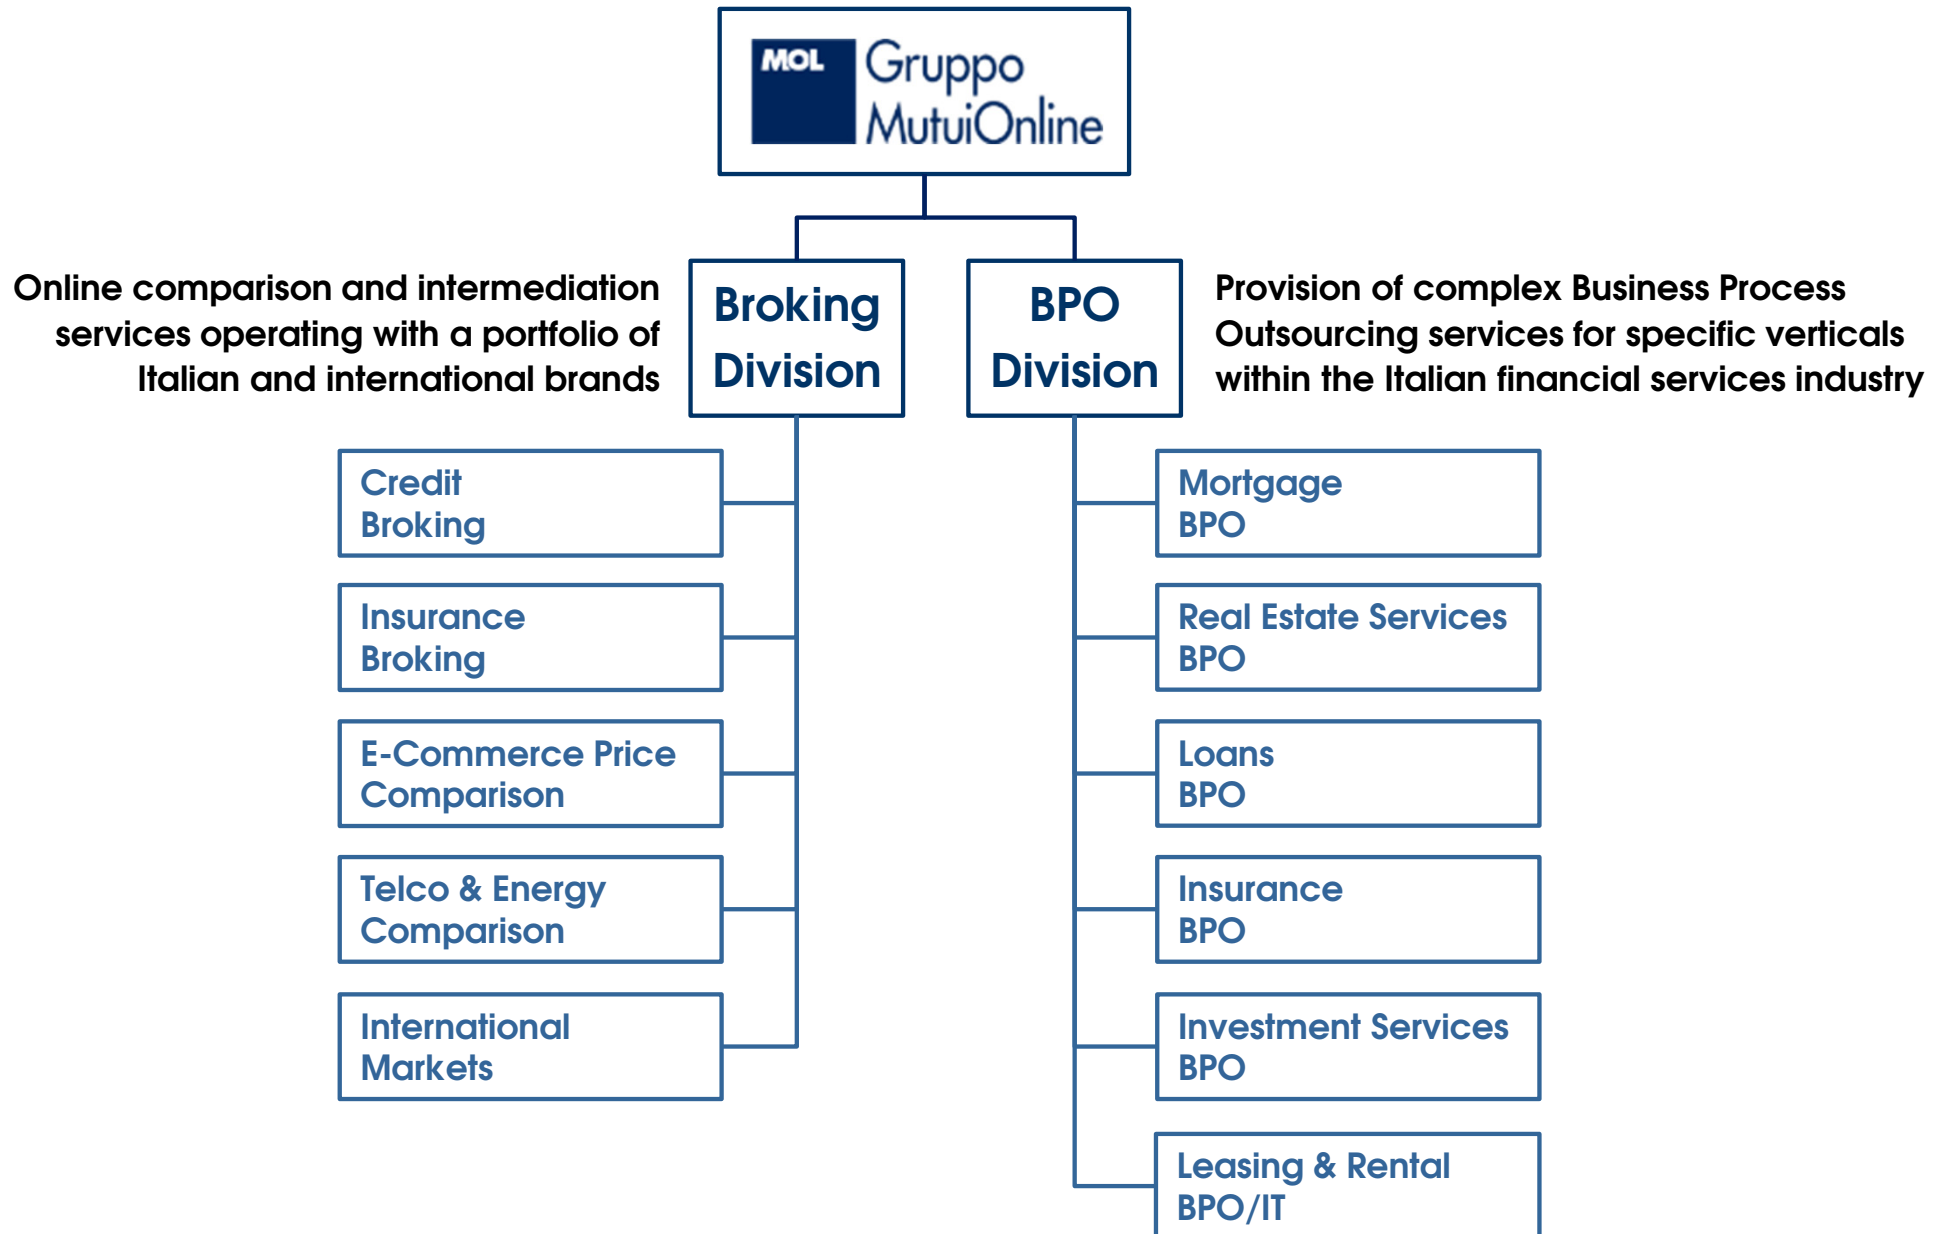 MOL
Gruppo
MutuiOnline
Online comparison and intermediation
services operating with a portfolio of
Italian and international brands
Broking
Division
BPO
Division
Provision of complex Business Process
Outsourcing services for specific verticals
within the Italian financial services industry
Credit
Broking
Insurance
Broking
E-Commerce Price
Comparison
Telco & Energy
Comparison
International
Markets
Mortgage
BPO
Real Estate Services
BPO
Loans
BPO
Insurance
BPO
Investment Services
BPO
Leasing & Rental
BPO/IT